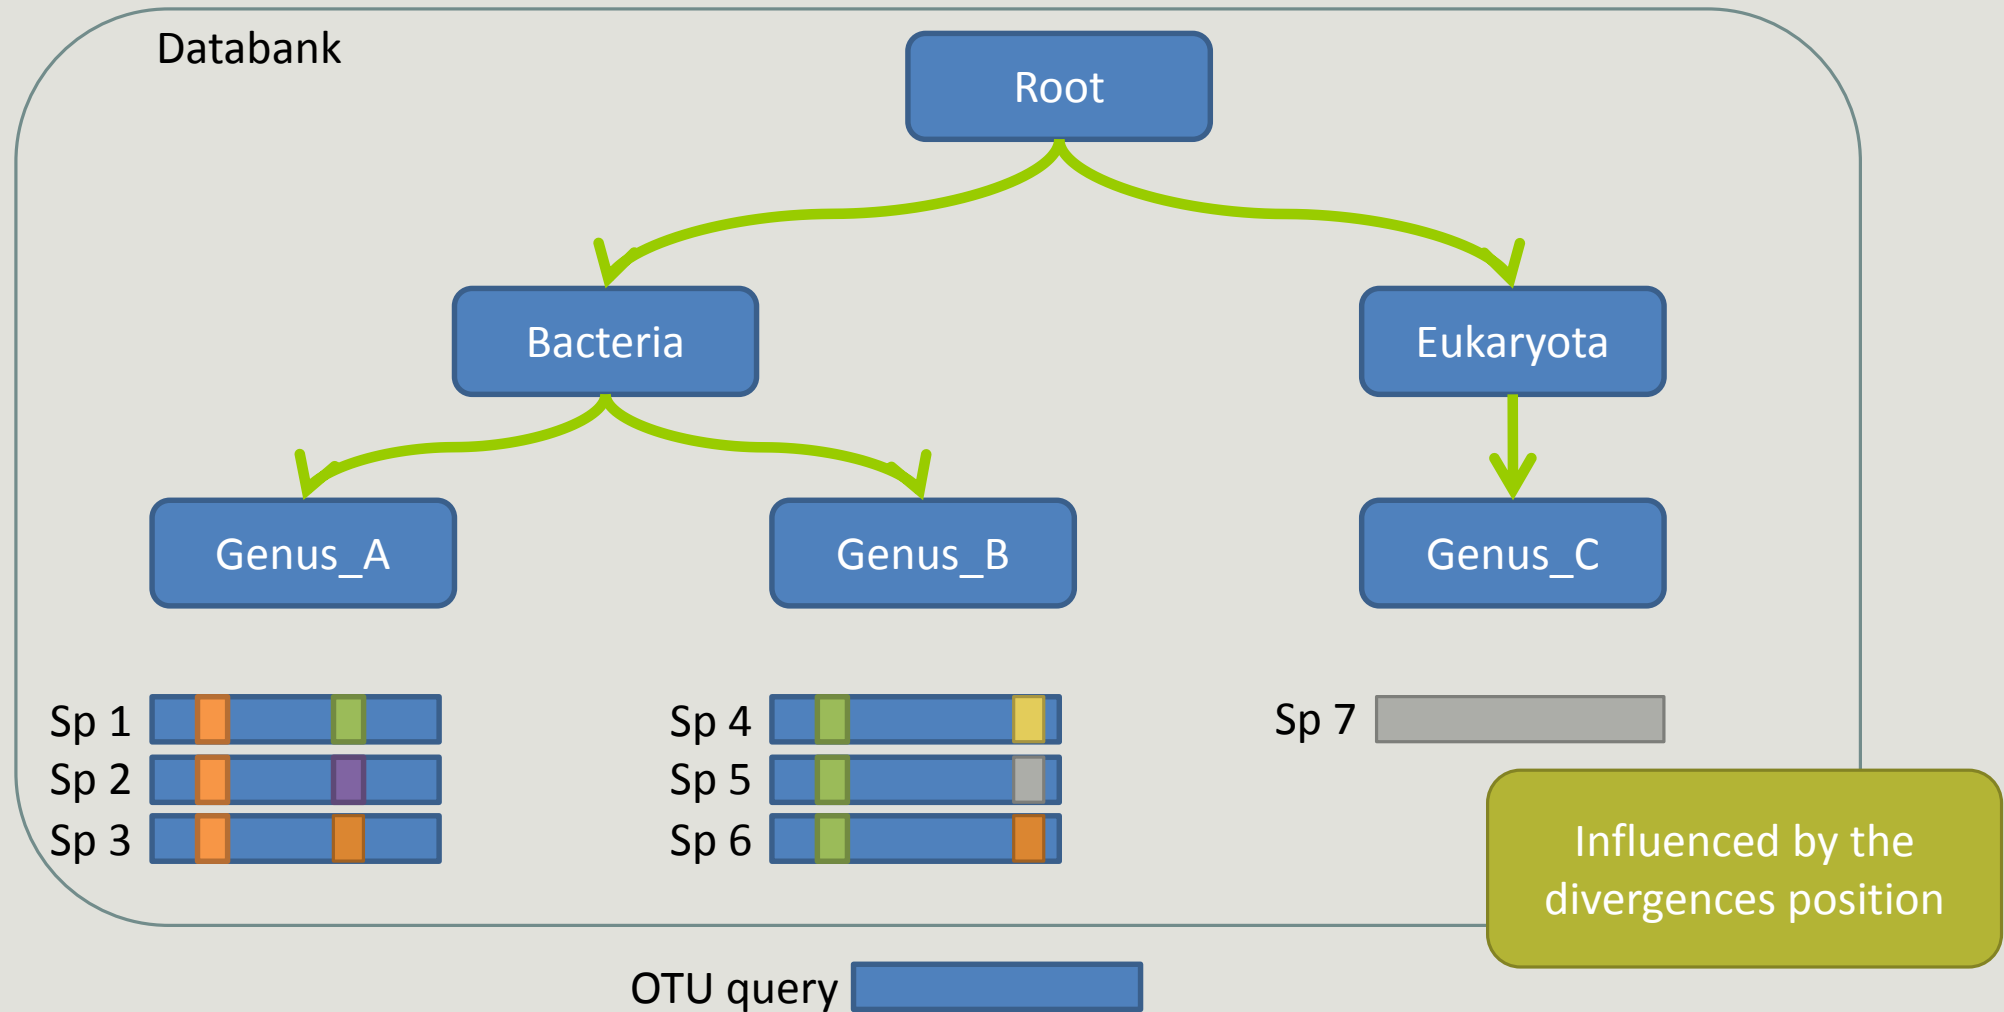 Databank
Root
Bacteria
Eukaryota
Genus_A
Genus_B
Genus_C
Sp 1
Sp 2
Sp 3
Sp 4
Sp 5
Sp 6
Sp 7
Influenced by the
divergences position
OTU query